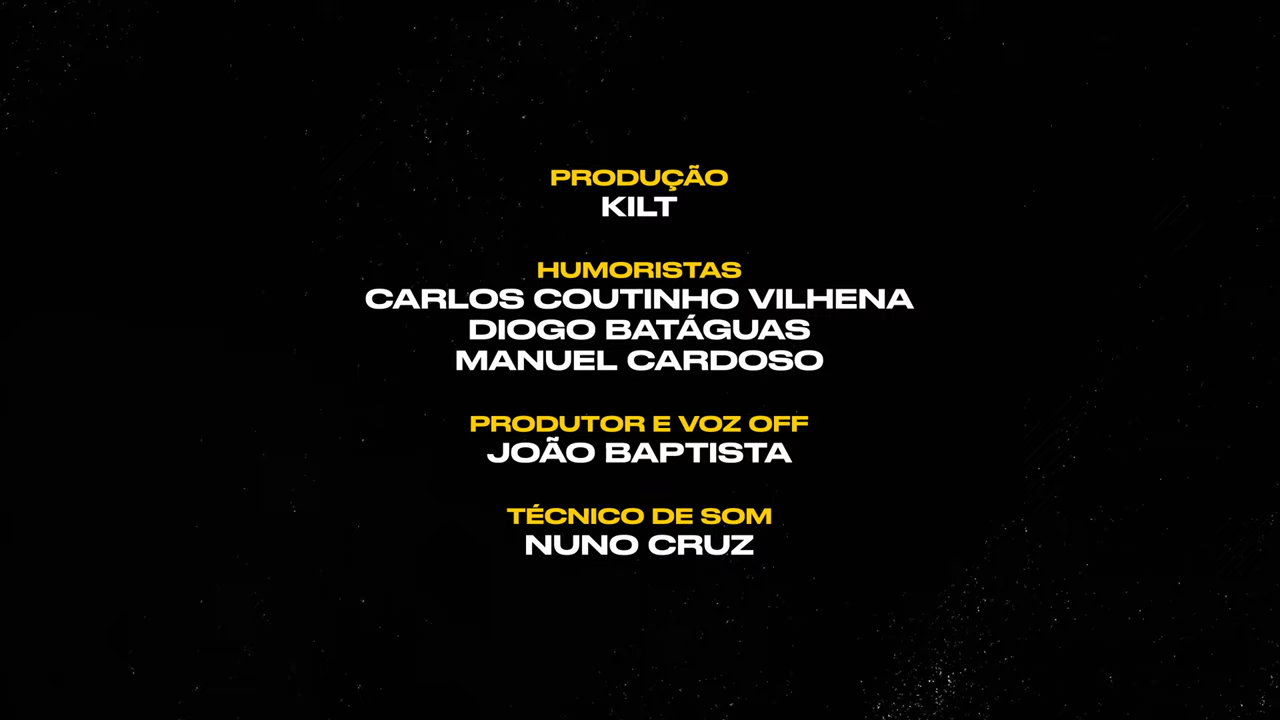 PRODUÇÃO
KILT
HUMORISTAS
CARLOS COUTINHO VILHENA
DIOGO BATÁGUAS
MANUEL CARDOSO
PRODUTOR E VOZ OFF
JOÃO BAPTISTA
TÉCNICO DE SOM
NUNO CRUZ